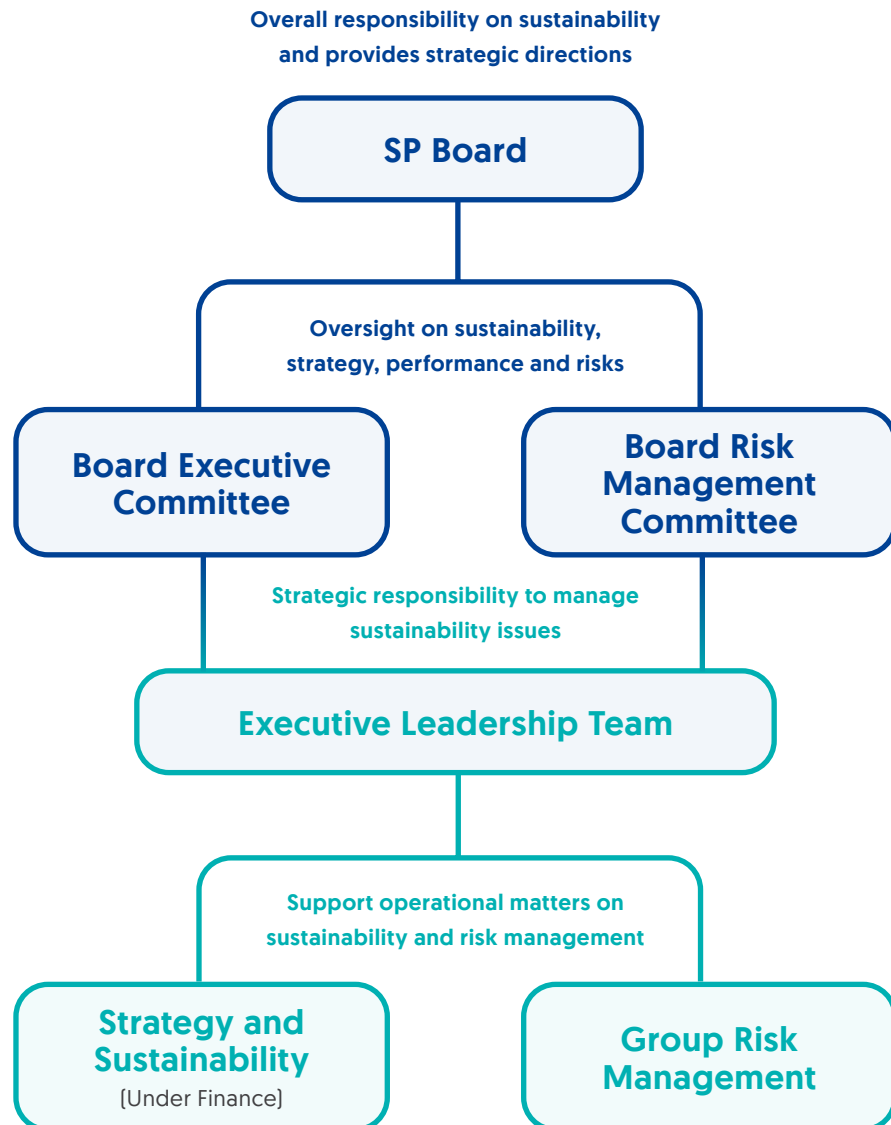 Overall responsibility on sustainability
and provides strategic directions
SP Board
Oversight on sustainability,
strategy, performance and risks
Board Executive
Committee
Board Risk
Management
Committee
Strategic responsibility to manage
sustainability issues
Executive Leadership Team
Support operational matters on
sustainability and risk management
Strategy and
Sustainability
(Under Finance)
Group Risk
Management